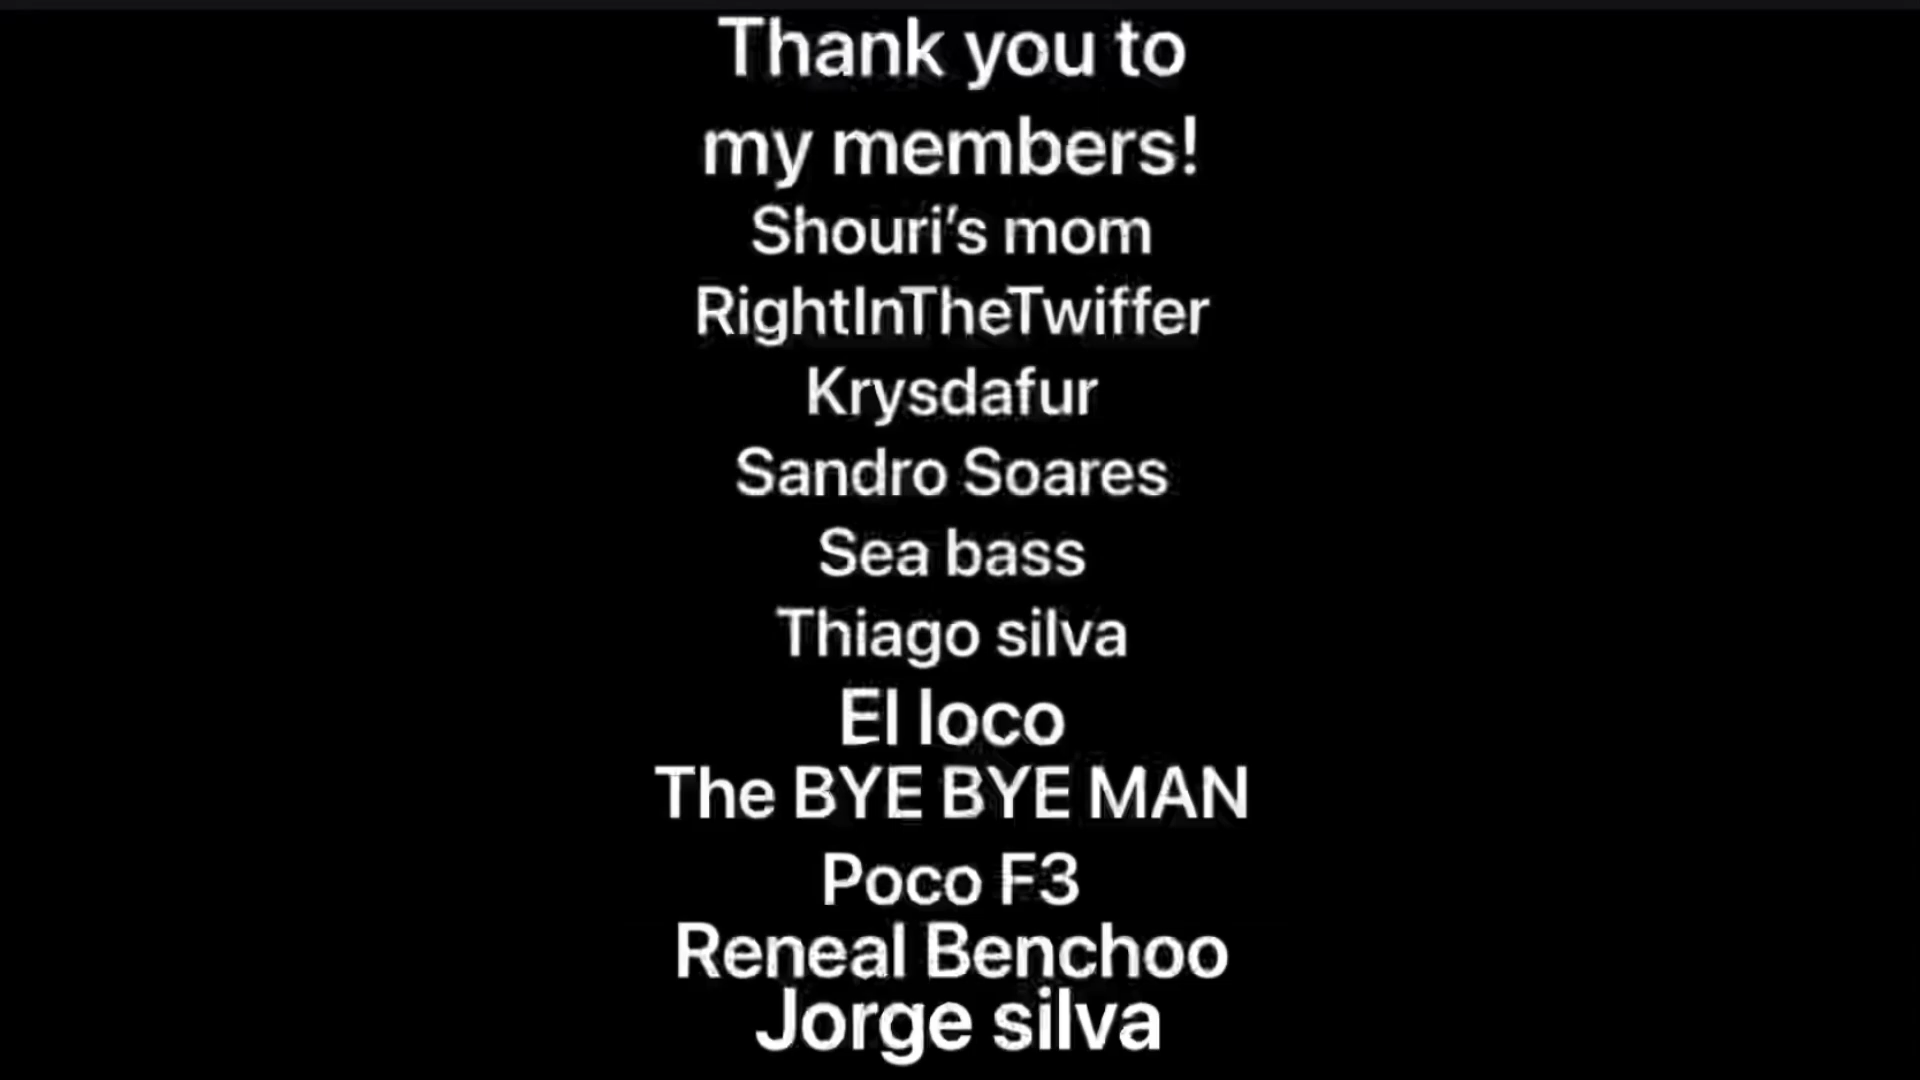 Thank you to
my members!
Shouri’s mom
RightInTheTwiffer
Krysdafur
Sandro Soares
Sea bass
Thiago silva
El loco
The BYE BYE MAN
Poco F3
Reneal Benchoo
Jorge silva